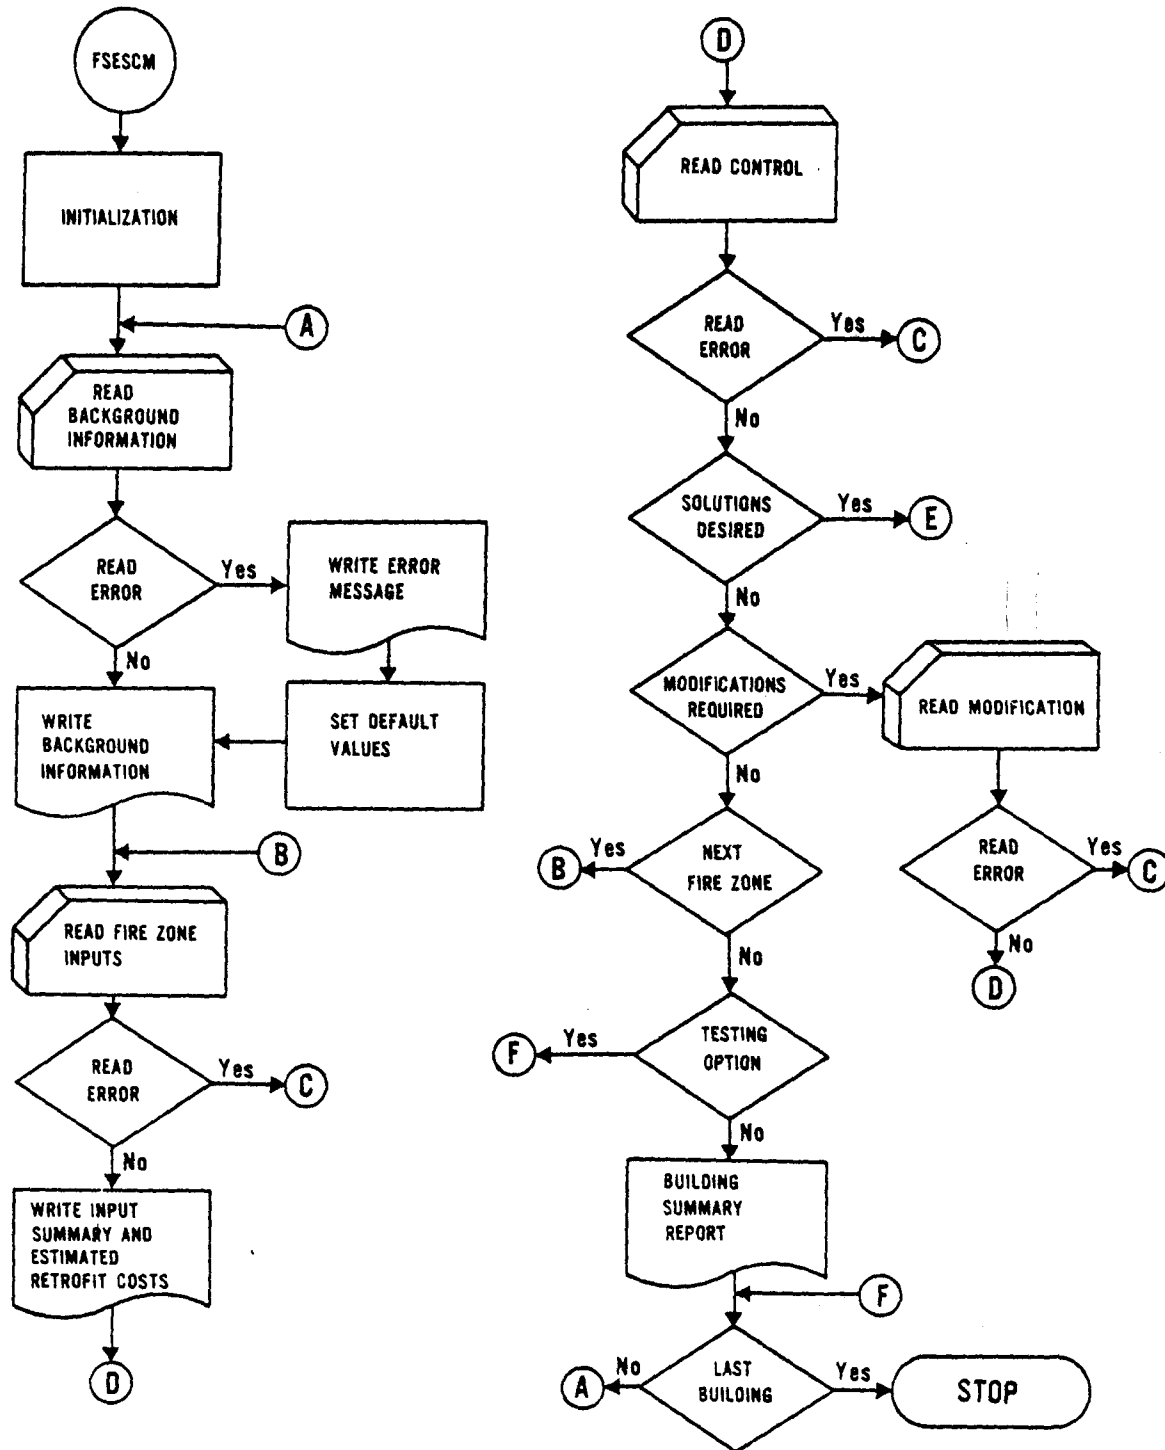 FSESCM
INITIALIZATION
A
READ
BACKGROUND
INFORMATION
READ
ERROR
Yes
WRITE ERROR
MESSAGE
No
WRITE
BACKGROUND
INFORMATION
SET DEFAULT
VALUES
B
READ FIRE ZONE
INPUTS
READ
ERROR
Yes
C
No
WRITE INPUT
SUMMARY AND
ESTIMATED
RETROFIT COSTS
D
D
READ CONTROL
READ
ERROR
Yes
C
No
SOLUTIONS
DESIRED
Yes
E
No
MODIFICATIONS
REQUIRED
Yes
READ MODIFICATION
READ
ERROR
Yes
C
No
D
No
NEXT
FIRE ZONE
Yes
B
No
TESTING
OPTION
Yes
F
No
BUILDING
SUMMARY
REPORT
F
LAST
BUILDING
No
A
Yes
STOP